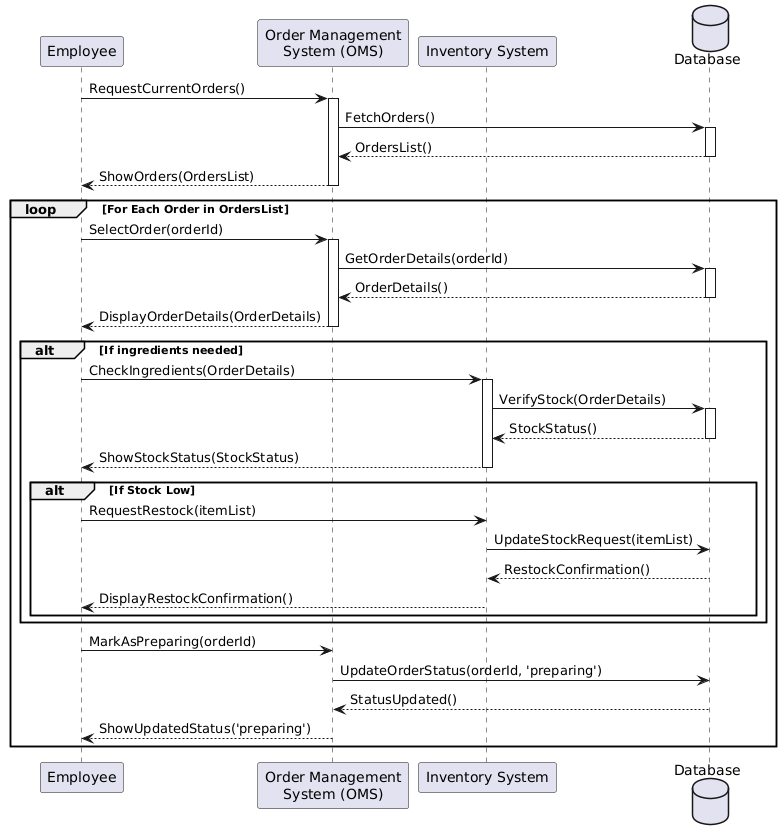 Employee
Order Management
System (OMS)
Inventory System
Database
RequestCurrentOrders()
FetchOrders()
OrdersList()
ShowOrders(OrdersList)
loop [For Each Order in OrdersList]
SelectOrder(orderId)
GetOrderDetails(orderId)
OrderDetails()
DisplayOrderDetails(OrderDetails)
alt [If ingredients needed]
CheckIngredients(OrderDetails)
VerifyStock(OrderDetails)
StockStatus()
ShowStockStatus(StockStatus)
alt [If Stock Low]
RequestRestock(itemList)
UpdateStockRequest(itemList)
RestockConfirmation()
DisplayRestockConfirmation()
MarkAsPreparing(orderId)
UpdateOrderStatus(orderId, 'preparing')
StatusUpdated()
ShowUpdatedStatus('preparing')
Employee
Order Management
System (OMS)
Inventory System
Database